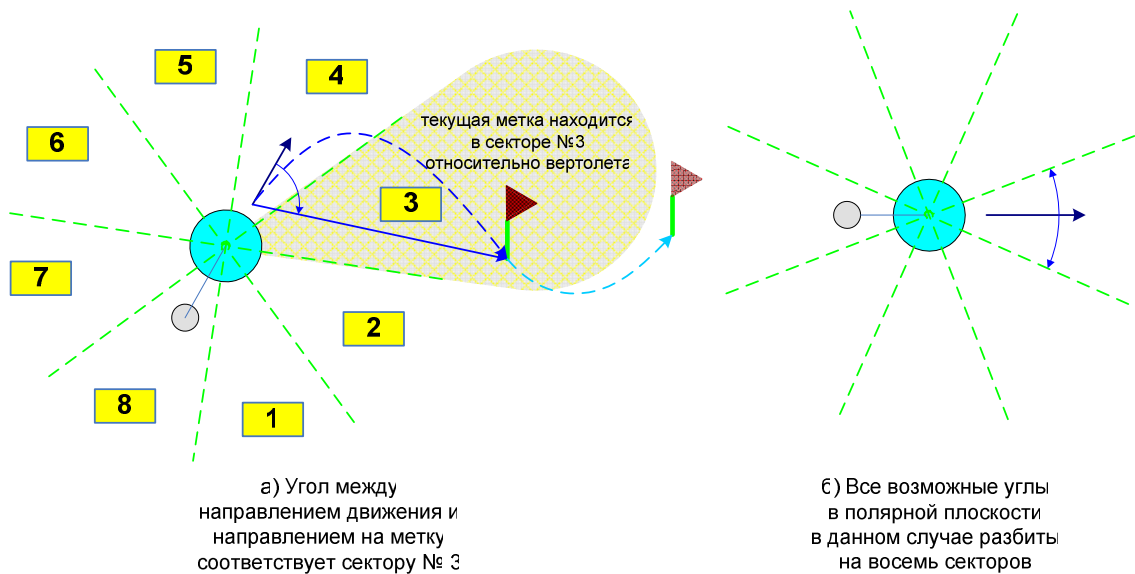 5
4
6
текущая метка находится
в секторе №3
относительно вертолета
3
7
2
8
1
а) Угол между
направлением движения и
направлением на метку
соответствует сектору № 3
б) Все возможные углы
в полярной плоскости
в данном случае разбиты
на восемь секторов